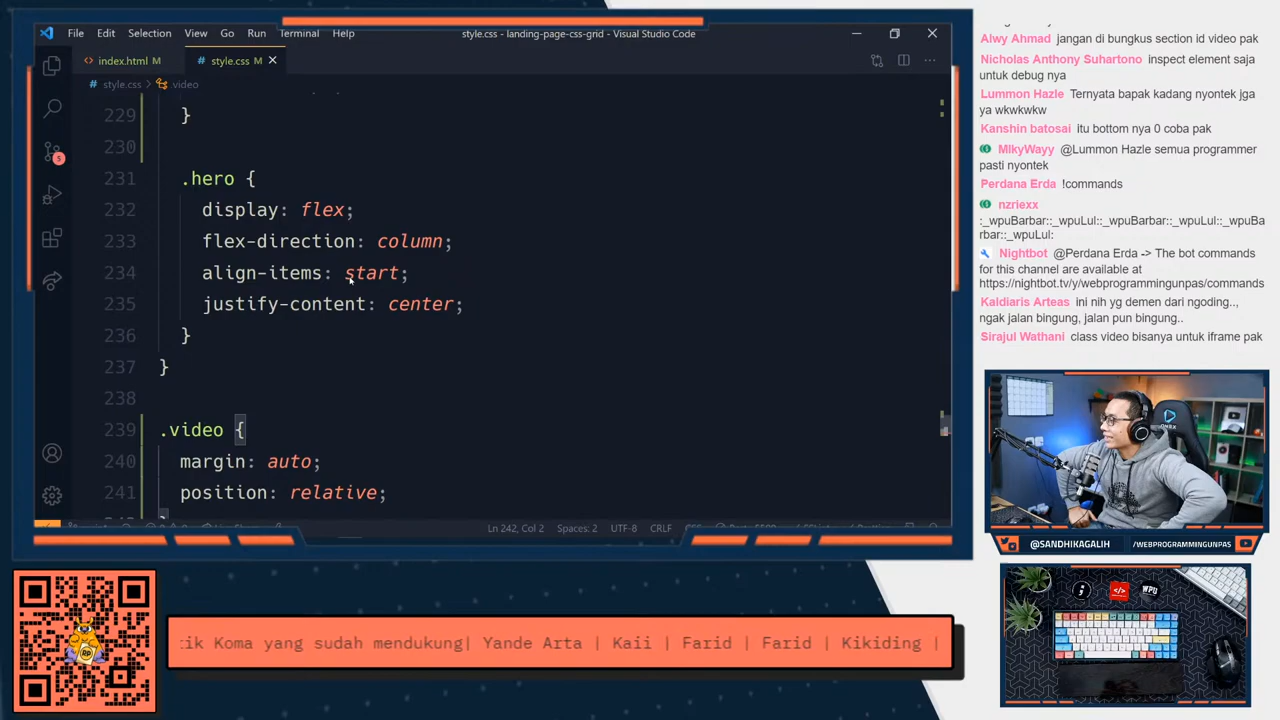 File Edit Selection View Go Run Terminal Help
style.css - landing-page-css-grid - Visual Studio Code
index.html M
style.css M
style.css > .video
229 }
230
231 .hero {
232 display: flex;
233 flex-direction: column;
234 align-items: start;
235 justify-content: center;
236 }
237 }
238
239 .video {
240 margin: auto;
241 position: relative;
Ln 242, Col 2 Spaces: 2 UTF-8 CRLF
Alwy Ahmad jangan di bungkus section id video pak
Nicholas Anthony Suhartono inspect element saja
untuk debug nya
Lummon Hazle Ternyata bapak kadang nyontek jga
ya wkwkwkw
Kanshin batosai itu bottom nya 0 coba pak
MIkyWayy @Lummon Hazle semua programmer
pasti nyontek
Perdana Erda !commands
nzriexx
:_wpuBarbar::_wpuLul::_wpuBarbar::_wpuLul::_wpuBa
rbar::_wpuLul:
Nightbot @Perdana Erda -> The bot commands
for this channel are available at
https://nightbot.tv/y/webprogrammingunpas/commands
Kaldiaris Arteas ini nih yg demen dari ngoding..,
ngak jalan bingung, jalan pun bingung..
Sirajul Wathani class video bisanya untuk iframe pak
@SANDHIKAGALIH /WEBPROGRAMMINGUNPAS
WPU
tik Koma yang sudah mendukung| Yande Arta | Kaii | Farid | Farid | Kikiding |